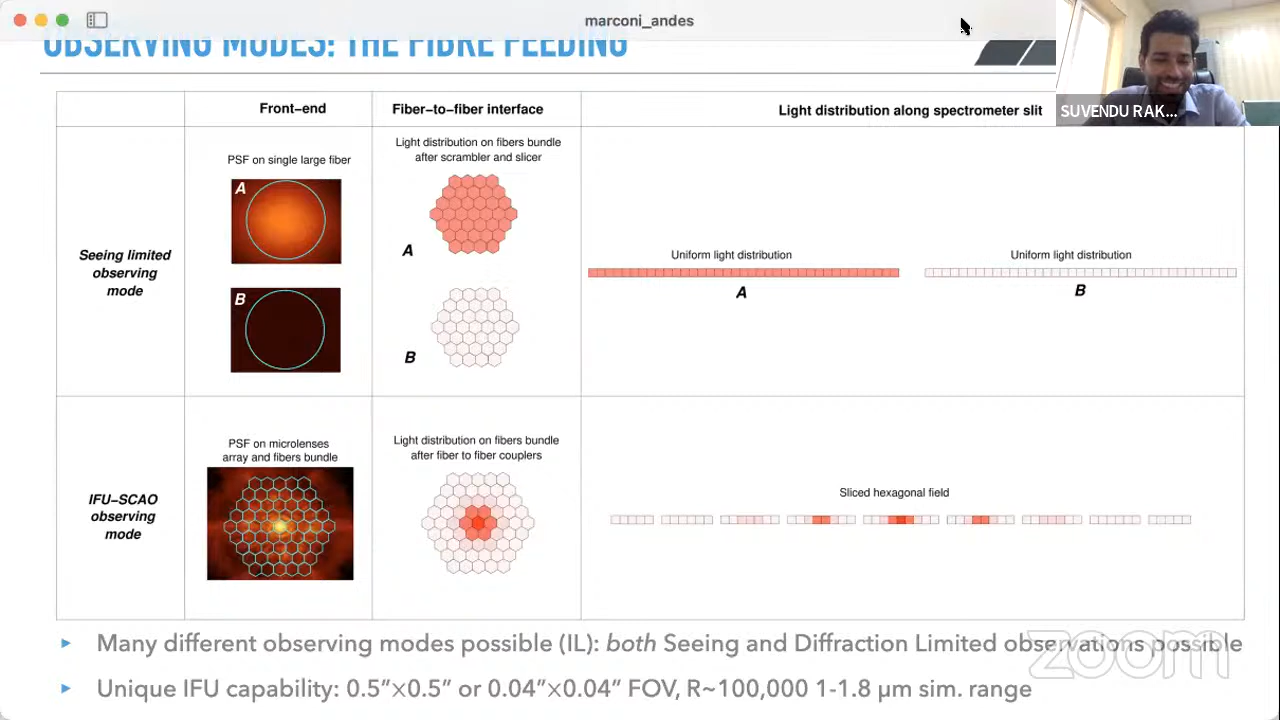 marconi_andes
OBSERVING MODES: THE FIBRE FEEDING
SUVENDU RAK...
Front-end
Fiber-to-fiber interface
Light distribution along spectrometer slit
Seeing limited
observing
mode
PSF on single large fiber
A
B
Light distribution on fibers bundle
after scrambler and slicer
A
B
Uniform light distribution
A
Uniform light distribution
B
IFU-SCAO
observing
mode
PSF on microlenses
array and fibers bundle
Light distribution on fibers bundle
after fiber to fiber couplers
Sliced hexagonal field
▸ Many different observing modes possible (IL): both Seeing and Diffraction Limited observations possible
▸ Unique IFU capability: 0.5”×0.5” or 0.04”×0.04” FOV, R~100,000 1-1.8 μm sim. range
zoom